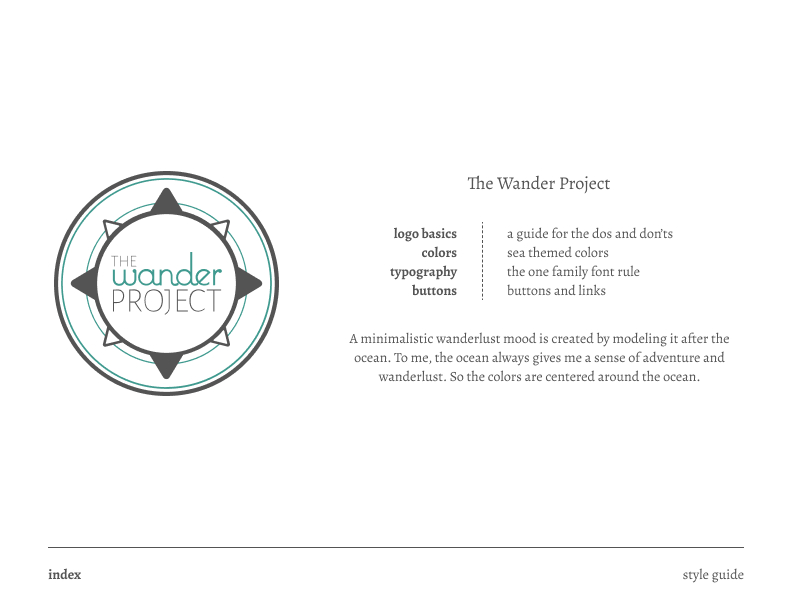 THE
wander
PROJECT
The Wander Project
logo basics a guide for the dos and don'ts
colors sea themed colors
typography the one family font rule
buttons buttons and links
A minimalistic wanderlust mood is created by modeling it after the
ocean. To me, the ocean always gives me a sense of adventure and
wanderlust. So the colors are centered around the ocean.
index style guide